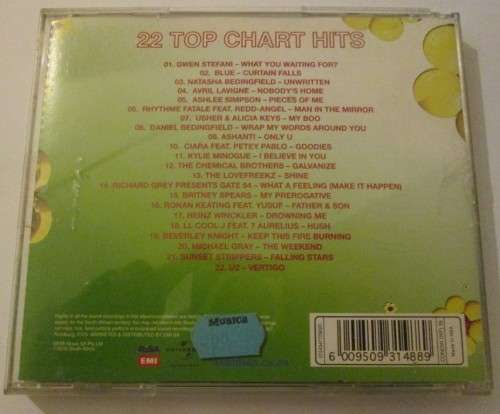 22 TOP CHART HITS
01. GWEN STEFANI – WHAT YOU WAITING FOR?
02. BLUE – CURTAIN FALLS
03. NATASHA BEDINGFIELD – UNWRITTEN
04. AVRIL LAVIGNE – NOBODY'S HOME
05. ASHLEE SIMPSON – PIECES OF ME
06. RHYTHME FATALE FEAT. REDD-ANGEL – MAN IN THE MIRROR
07. USHER & ALICIA KEYS – MY BOO
08. DANIEL BEDINGFIELD – WRAP MY WORDS AROUND YOU
09. ASHANTI – ONLY U
10. CIARA FEAT. PETEY PABLO – GOODIES
11. KYLIE MINOGUE – I BELIEVE IN YOU
12. THE CHEMICAL BROTHERS – GALVANIZE
13. THE LOVEFREEKZ – SHINE
14. RICHARD GREY PRESENTS GATE 54 – WHAT A FEELING (MAKE IT HAPPEN)
15. BRITNEY SPEARS – MY PREROGATIVE
16. RONAN KEATING FEAT. YUSUF – FATHER & SON
17. HEINZ WINCKLER – DROWNING ME
18. LL COOL J FEAT. 7 AURELIUS – HUSH
19. BEVERLEY KNIGHT – KEEP THIS FIRE BURNING
20. MICHAEL GRAY – THE WEEKEND
21. SUNSET STRIPPERS – FALLING STARS
22. U2 – VERTIGO
Musica
EMI
6 009509 314889